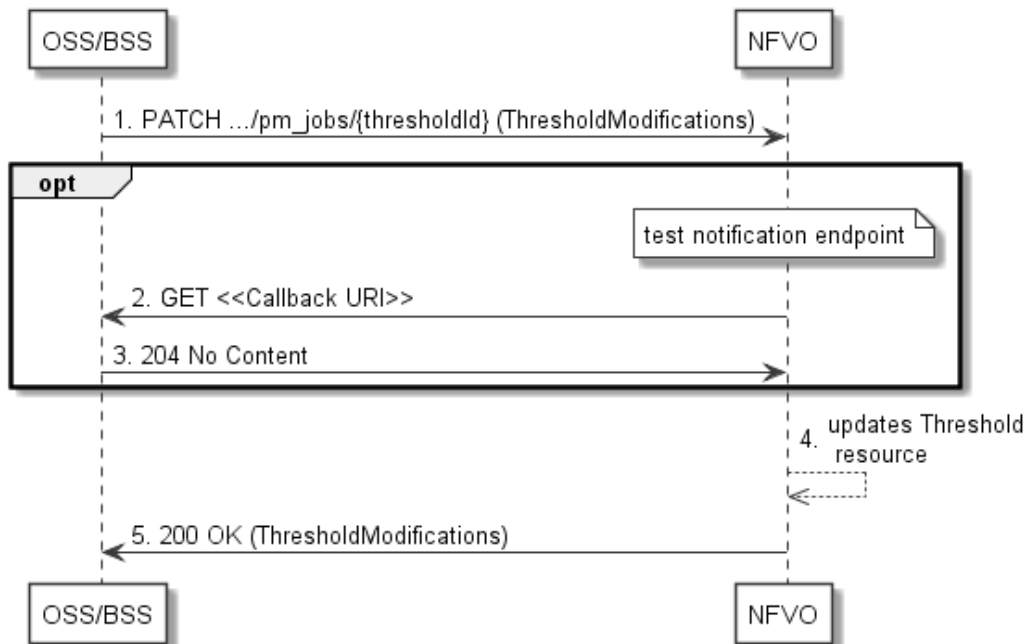 OSS/BSS
NFVO
1. PATCH .../pm_jobs/{thresholdId} (ThresholdModifications)
opt
test notification endpoint
2. GET <<Callback URI>>
3. 204 No Content
4. updates Threshold
resource
5. 200 OK (ThresholdModifications)
OSS/BSS
NFVO